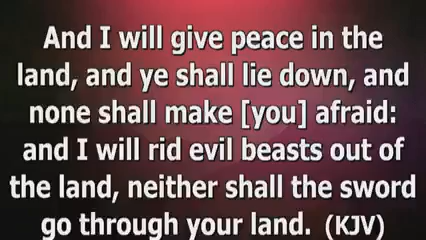 And I will give peace in the
land, and ye shall lie down, and
none shall make [you] afraid:
and I will rid evil beasts out of
the land, neither shall the sword
go through your land. (KJV)